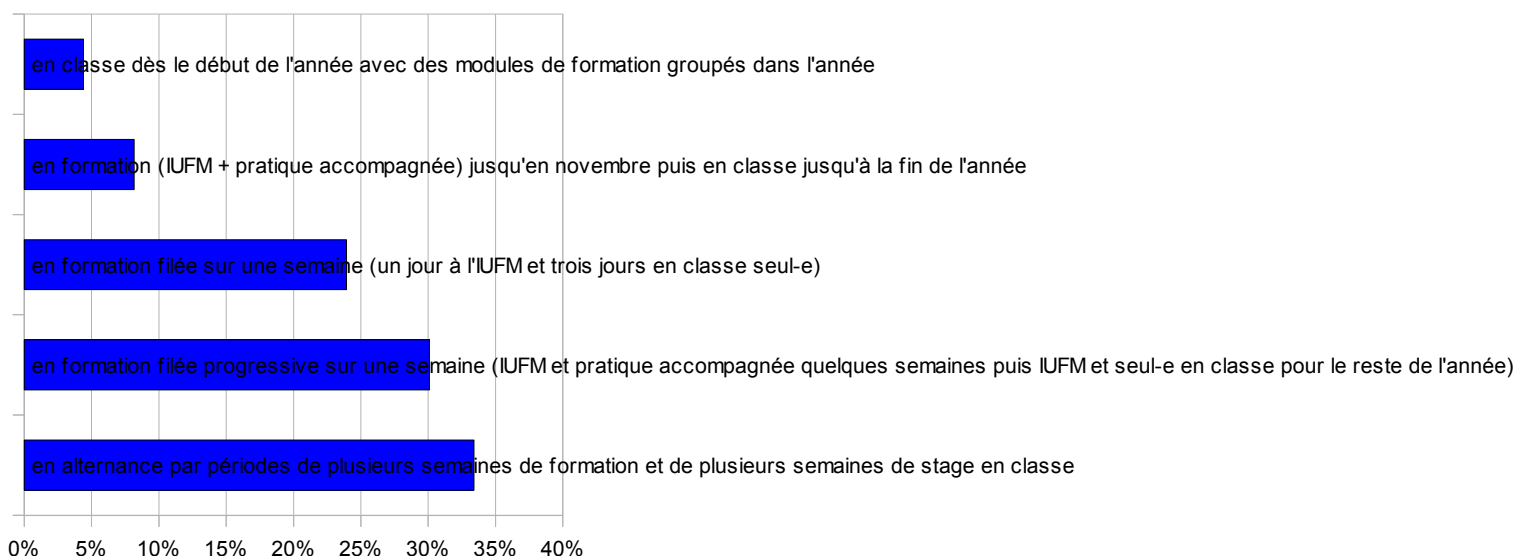 en classe dès le début de l'année avec des modules de formation groupés dans l'année
en formation (IUFM + pratique accompagnée) jusqu'en novembre puis en classe jusqu'à la fin de l'année
en formation filée sur une semaine (un jour à l'IUFM et trois jours en classe seul-e)
en formation filée progressive sur une semaine (IUFM et pratique accompagnée quelques semaines puis IUFM et seul-e en classe pour le reste de l'année)
en alternance par périodes de plusieurs semaines de formation et de plusieurs semaines de stage en classe
0% 5% 10% 15% 20% 25% 30% 35% 40%